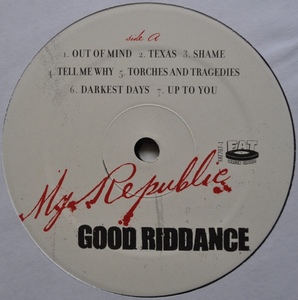 side A
1. OUT OF MIND 2. TEXAS 3. SHAME
4. TELL ME WHY 5. TORCHES AND TRAGEDIES
6. DARKEST DAYS 7. UP TO YOU
FAT
My Republic
GOOD RIDDANCE